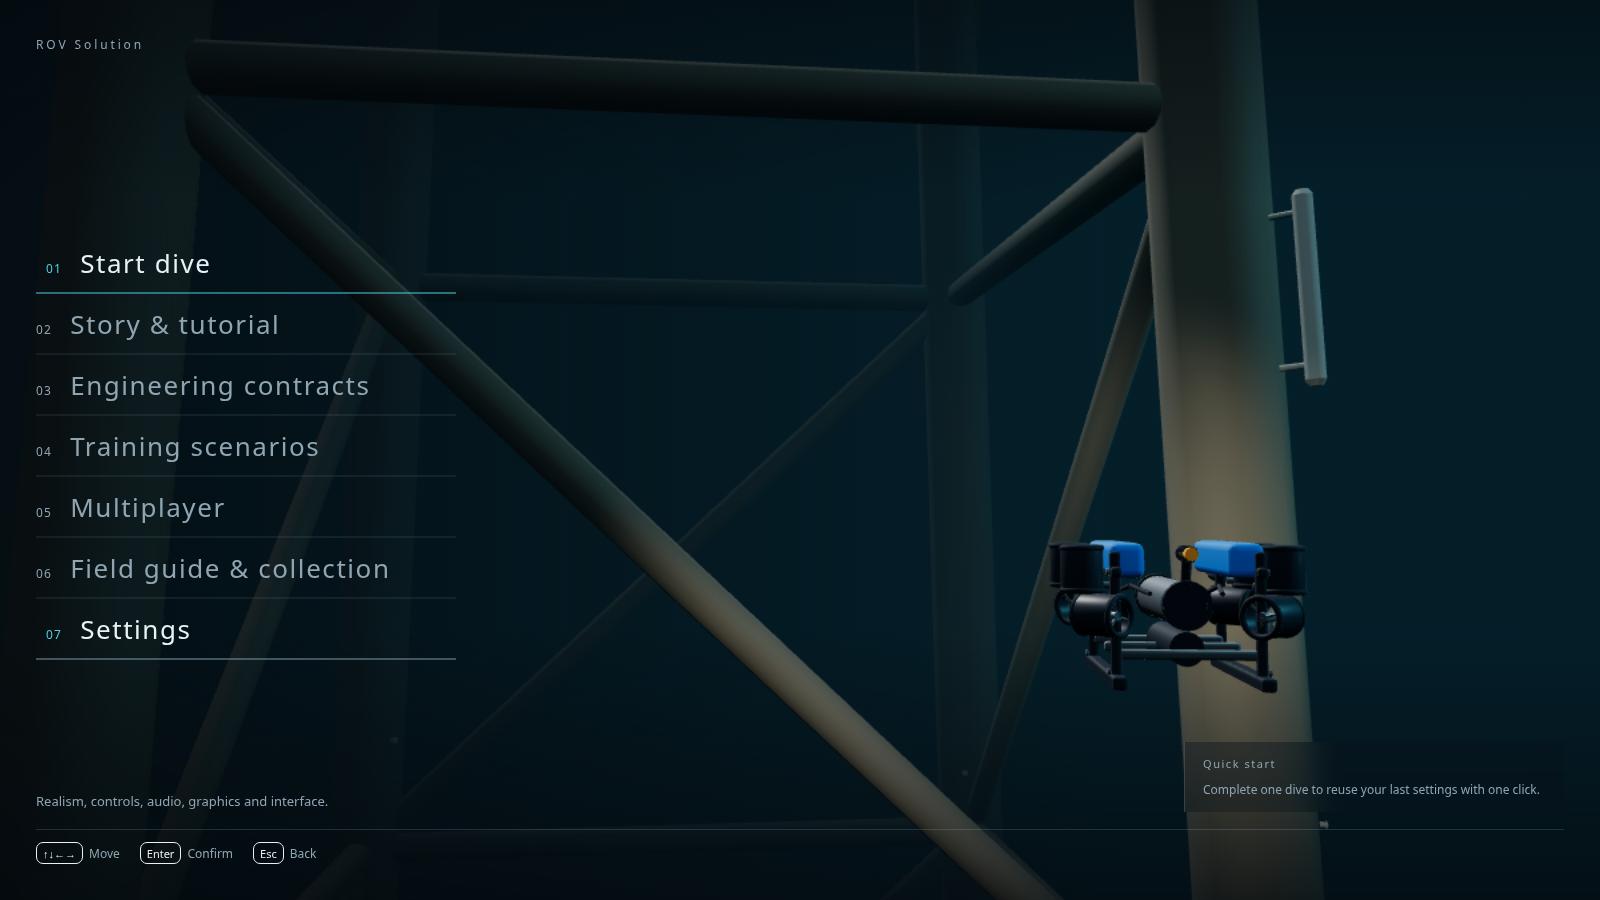 ROV Solution
01 Start dive
02 Story & tutorial
03 Engineering contracts
04 Training scenarios
05 Multiplayer
06 Field guide & collection
07 Settings
Quick start
Complete one dive to reuse your last settings with one click.
Realism, controls, audio, graphics and interface.
↑↓←→ Move Enter Confirm Esc Back